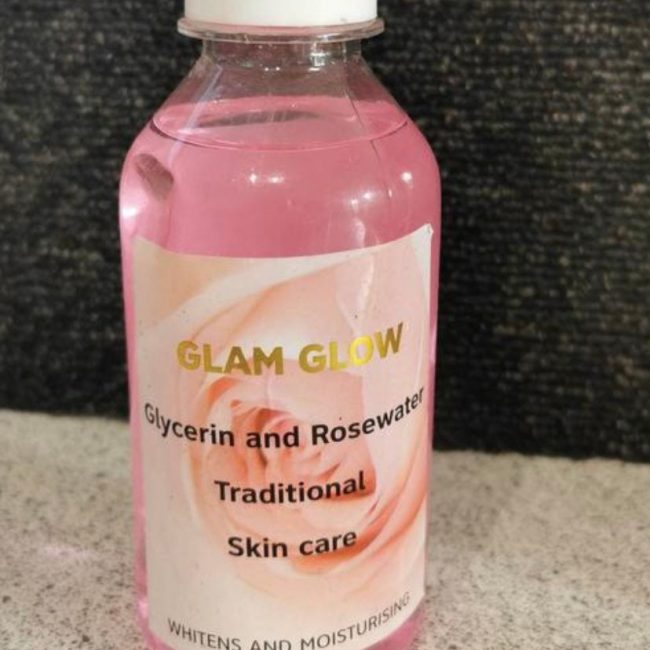 GLAM GLOW
Glycerin and Rosewater
Traditional
Skin care
WHITENS AND MOISTURISING